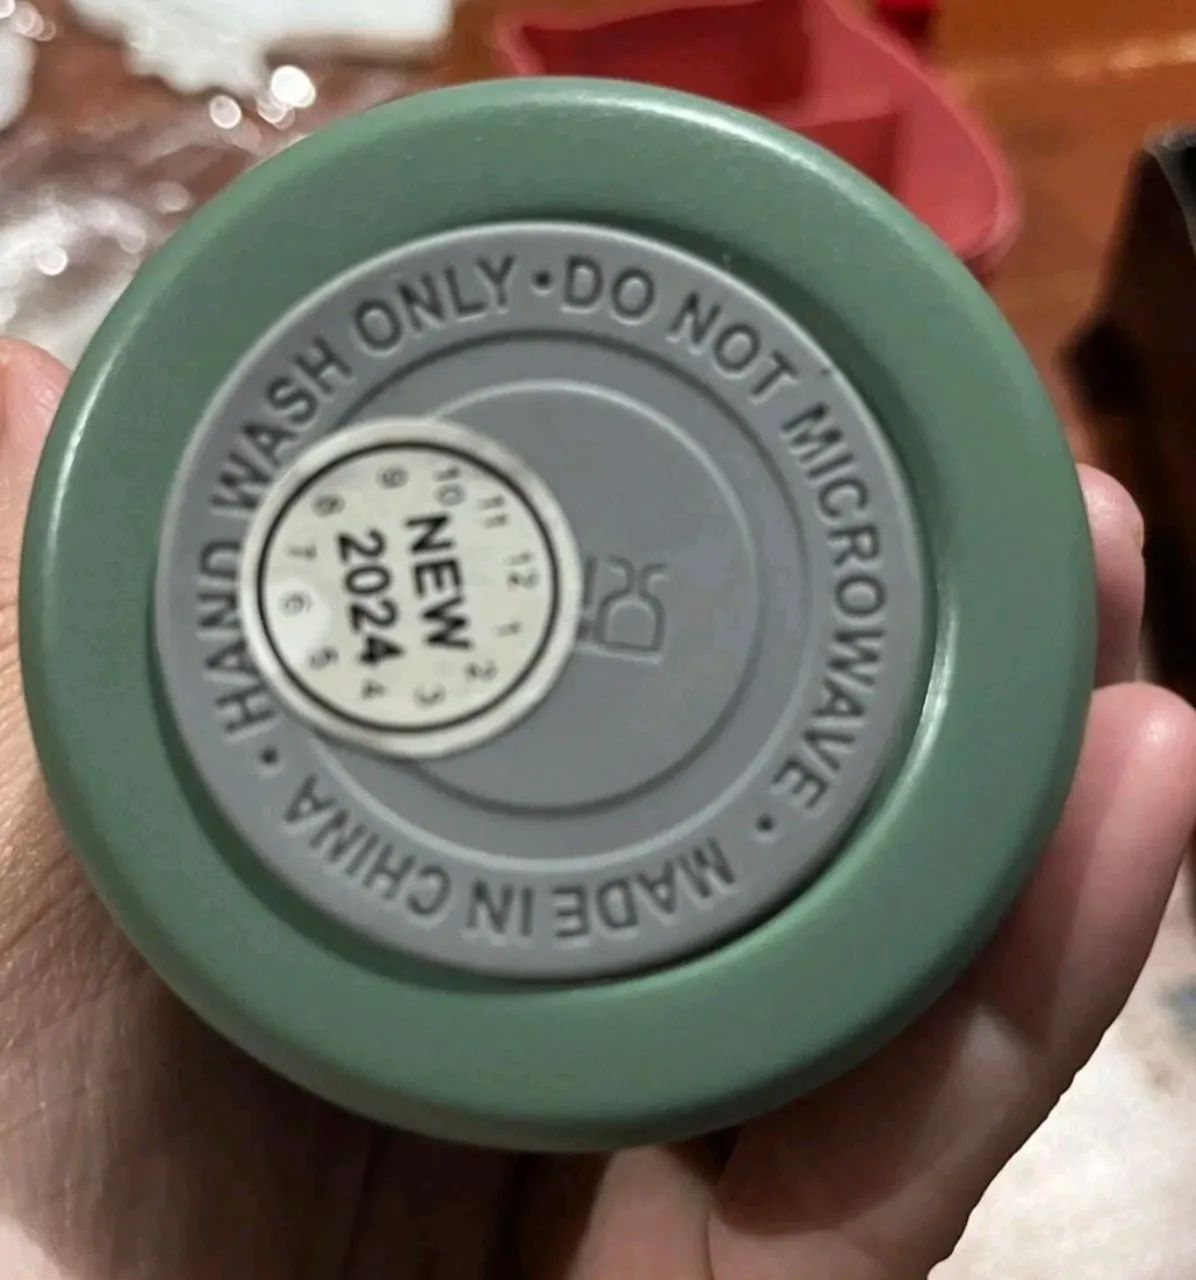 HAND WASH ONLY • DO NOT MICROWAVE • MADE IN CHINA •
NEW
2024
1 2 3 4 5 6 7 8 9 10 11 12